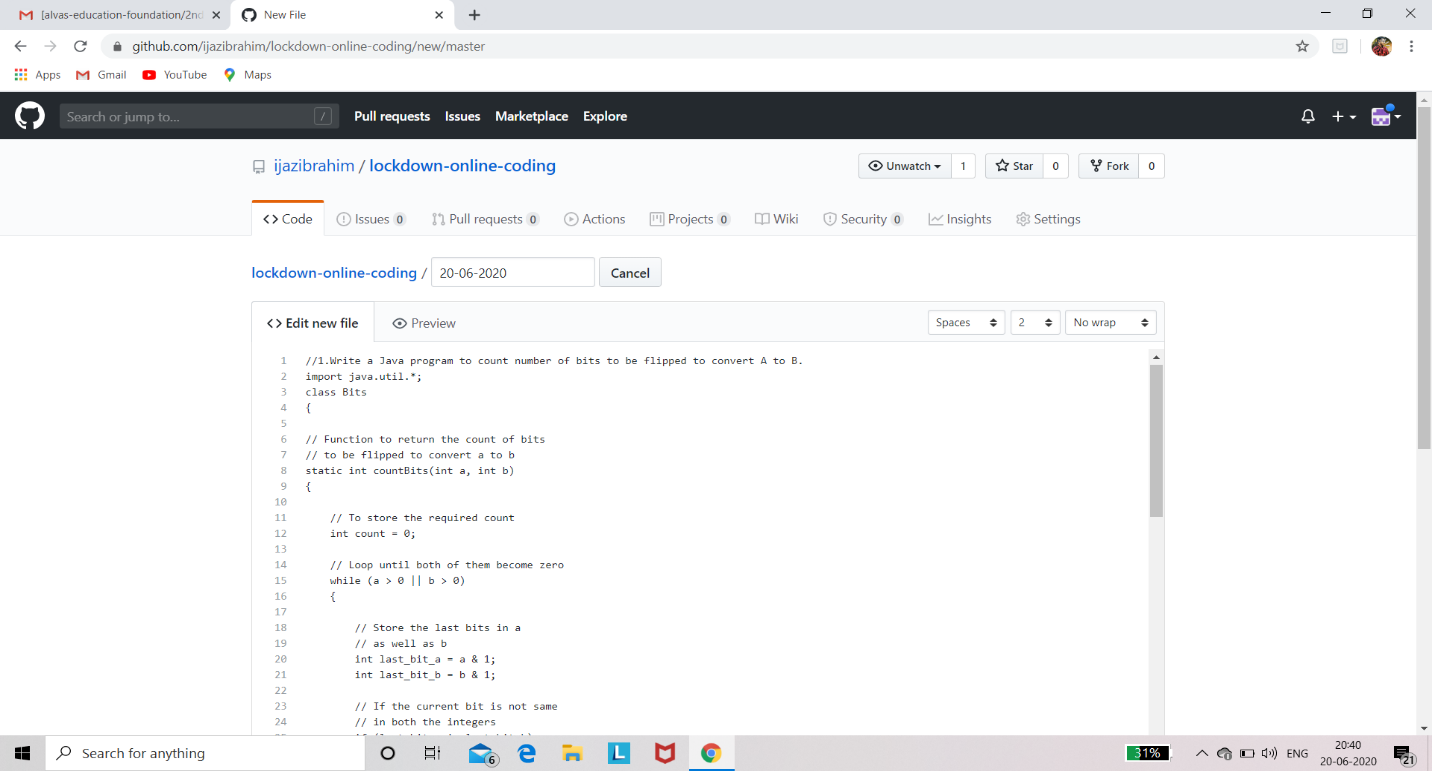 [alvas-education-foundation/2nd
New File
github.com/ijazibrahim/lockdown-online-coding/new/master
Apps Gmail YouTube Maps
Search or jump to... /
Pull requests Issues Marketplace Explore
ijazibrahim / lockdown-online-coding
Unwatch 1 Star 0 Fork 0
Code Issues 0 Pull requests 0 Actions Projects 0 Wiki Security 0 Insights Settings
lockdown-online-coding / 20-06-2020 Cancel
<> Edit new file Preview Spaces 2 No wrap
1 //1.Write a Java program to count number of bits to be flipped to convert A to B.
2 import java.util.*;
3 class Bits
4 {
5
6 // Function to return the count of bits
7 // to be flipped to convert a to b
8 static int countBits(int a, int b)
9 {
10
11 // To store the required count
12 int count = 0;
13
14 // Loop until both of them become zero
15 while (a > 0 || b > 0)
16 {
17
18 // Store the last bits in a
19 // as well as b
20 int last_bit_a = a & 1;
21 int last_bit_b = b & 1;
22
23 // If the current bit is not same
24 // in both the integers
Search for anything
6
L
31%
ENG
20:40
20-06-2020
21